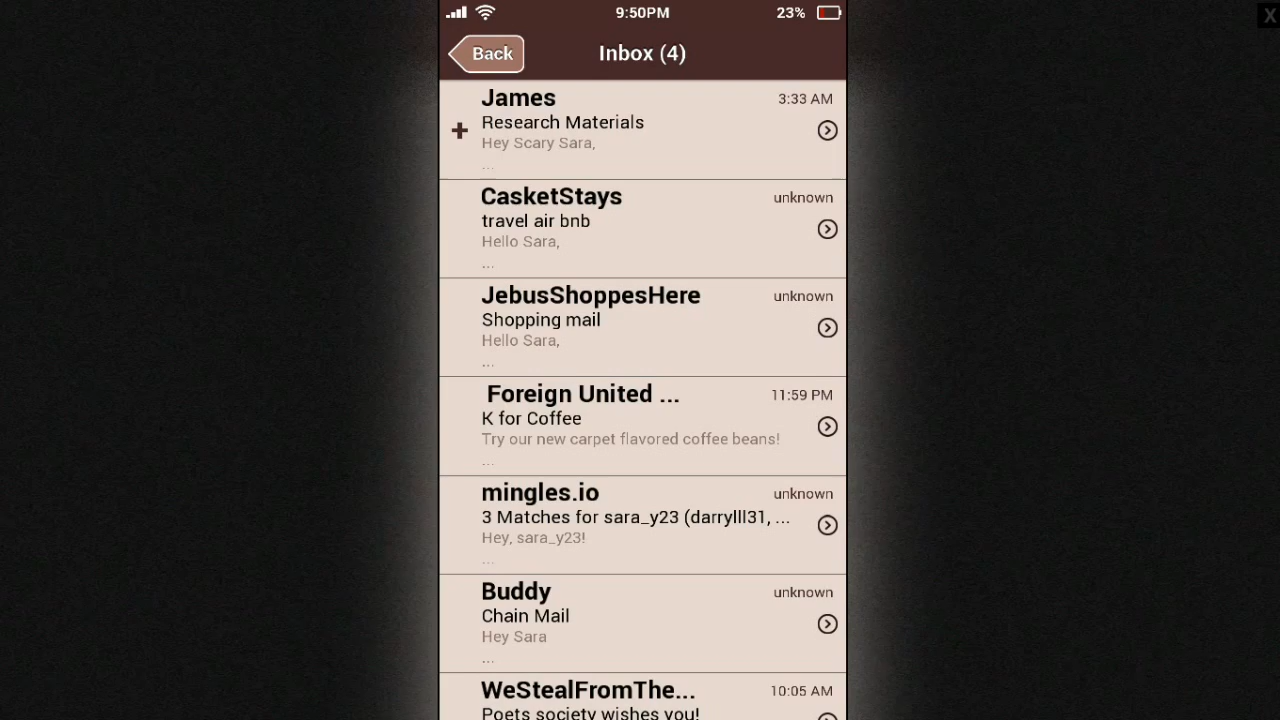 9:50PM 23%
X
Back Inbox (4)
James 3:33 AM
Research Materials
Hey Scary Sara,
...
CasketStays unknown
travel air bnb
Hello Sara,
...
JebusShoppesHere unknown
Shopping mail
Hello Sara,
...
Foreign United ... 11:59 PM
K for Coffee
Try our new carpet flavored coffee beans!
...
mingles.io unknown
3 Matches for sara_y23 (darrylll31, ...
Hey, sara_y23!
...
Buddy unknown
Chain Mail
Hey Sara
...
WeStealFromThe... 10:05 AM
Poets society wishes you!